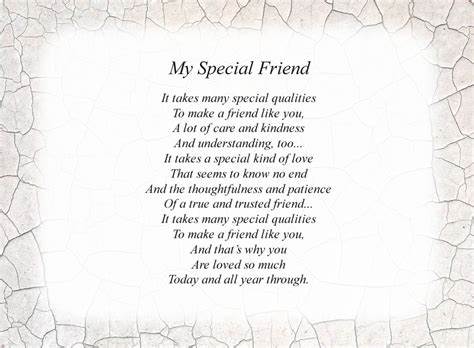 My Special Friend
It takes many special qualities
To make a friend like you,
A lot of care and kindness
And understanding, too...
It takes a special kind of love
That seems to know no end
And the thoughtfulness and patience
Of a true and trusted friend...
It takes many special qualities
To make a friend like you,
And that's why you
Are loved so much
Today and all year through.